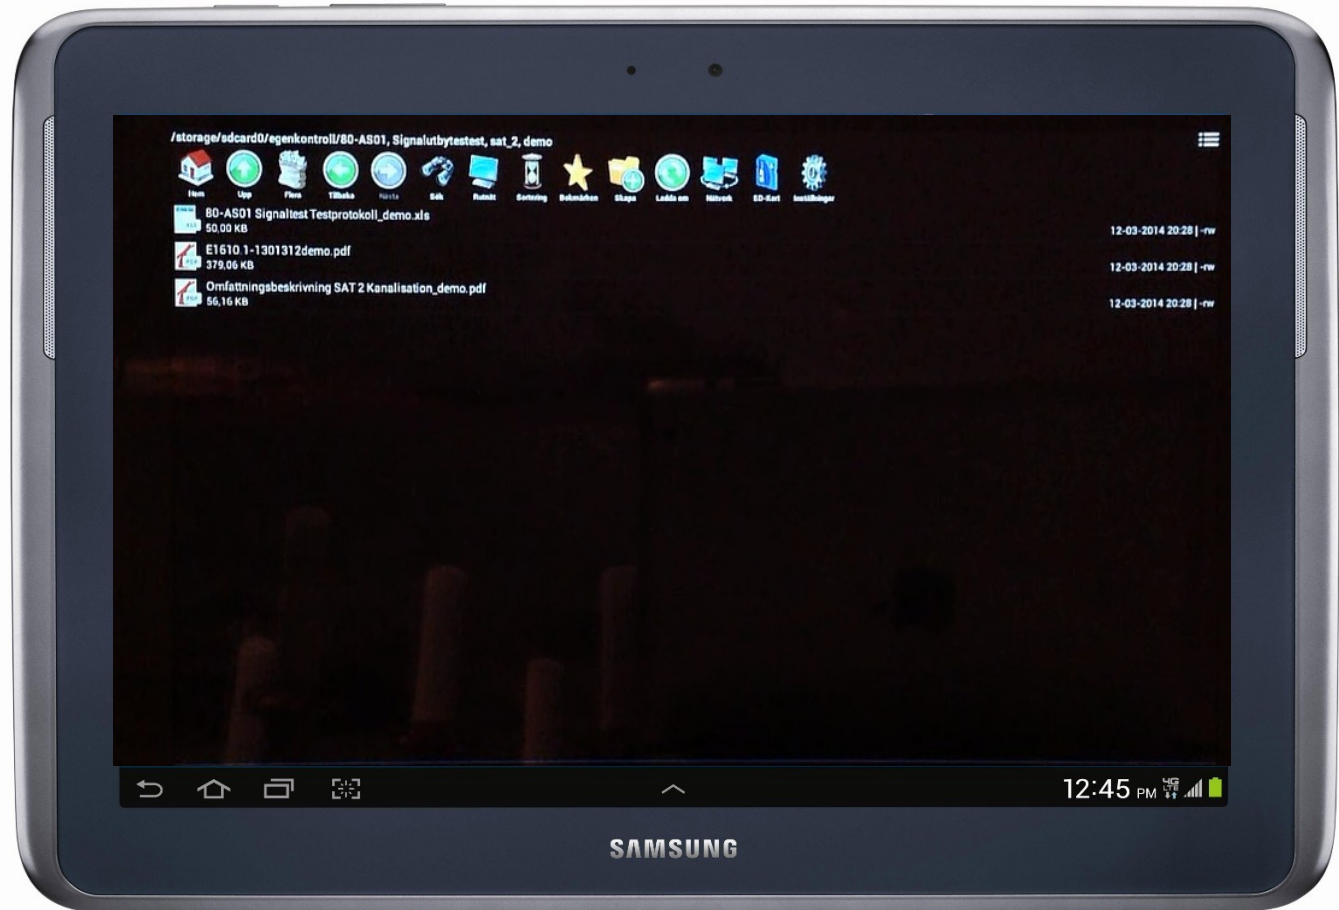 /storage/sdcard0/egenkontroll/80-AS01, Signalutbytestest, sat_2, demo
Hem Upp Flera Tillbaka Nästa Sök Rutnät Sortering Bokmärken Skapa Ladda om Nätverk SD-Kort Inställningar
80-AS01 Signaltest Testprotokoll_demo.xls
50,00 KB
12-03-2014 20:28 | -rw
E1610.1-1301312demo.pdf
379,06 KB
12-03-2014 20:28 | -rw
Omfattningsbeskrivning SAT 2 Kanalisation_demo.pdf
56,16 KB
12-03-2014 20:28 | -rw
12:45 PM 4G LTE
SAMSUNG